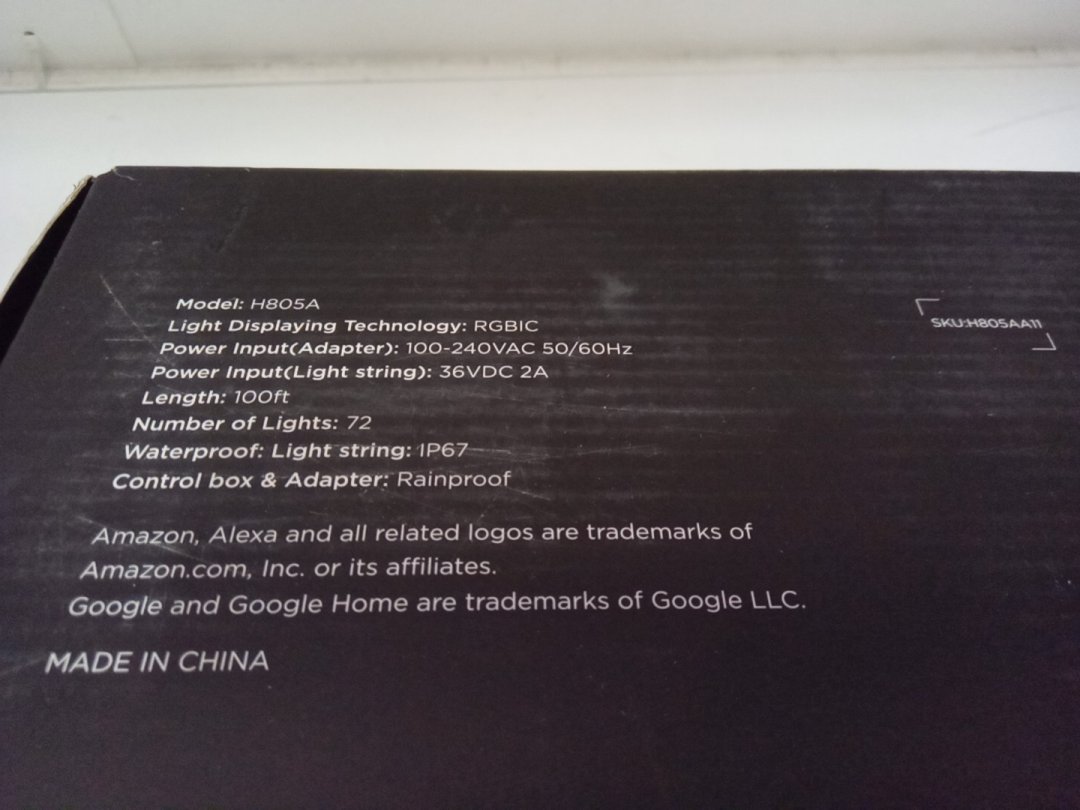 Model: H805A
Light Displaying Technology: RGBIC
Power Input(Adapter): 100-240VAC 50/60Hz
Power Input(Light string): 36VDC 2A
Length: 100ft
Number of Lights: 72
Waterproof: Light string: IP67
Control box & Adapter: Rainproof
SKU:H805AA11
Amazon, Alexa and all related logos are trademarks of
Amazon.com, Inc. or its affiliates.
Google and Google Home are trademarks of Google LLC.
MADE IN CHINA